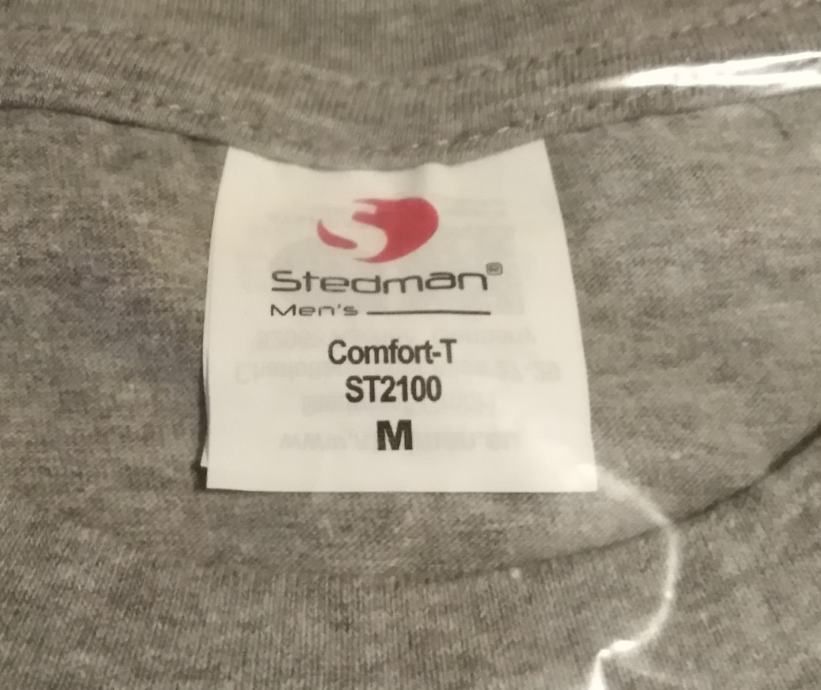 S
Stedman®
Men's
Comfort-T
ST2100
M